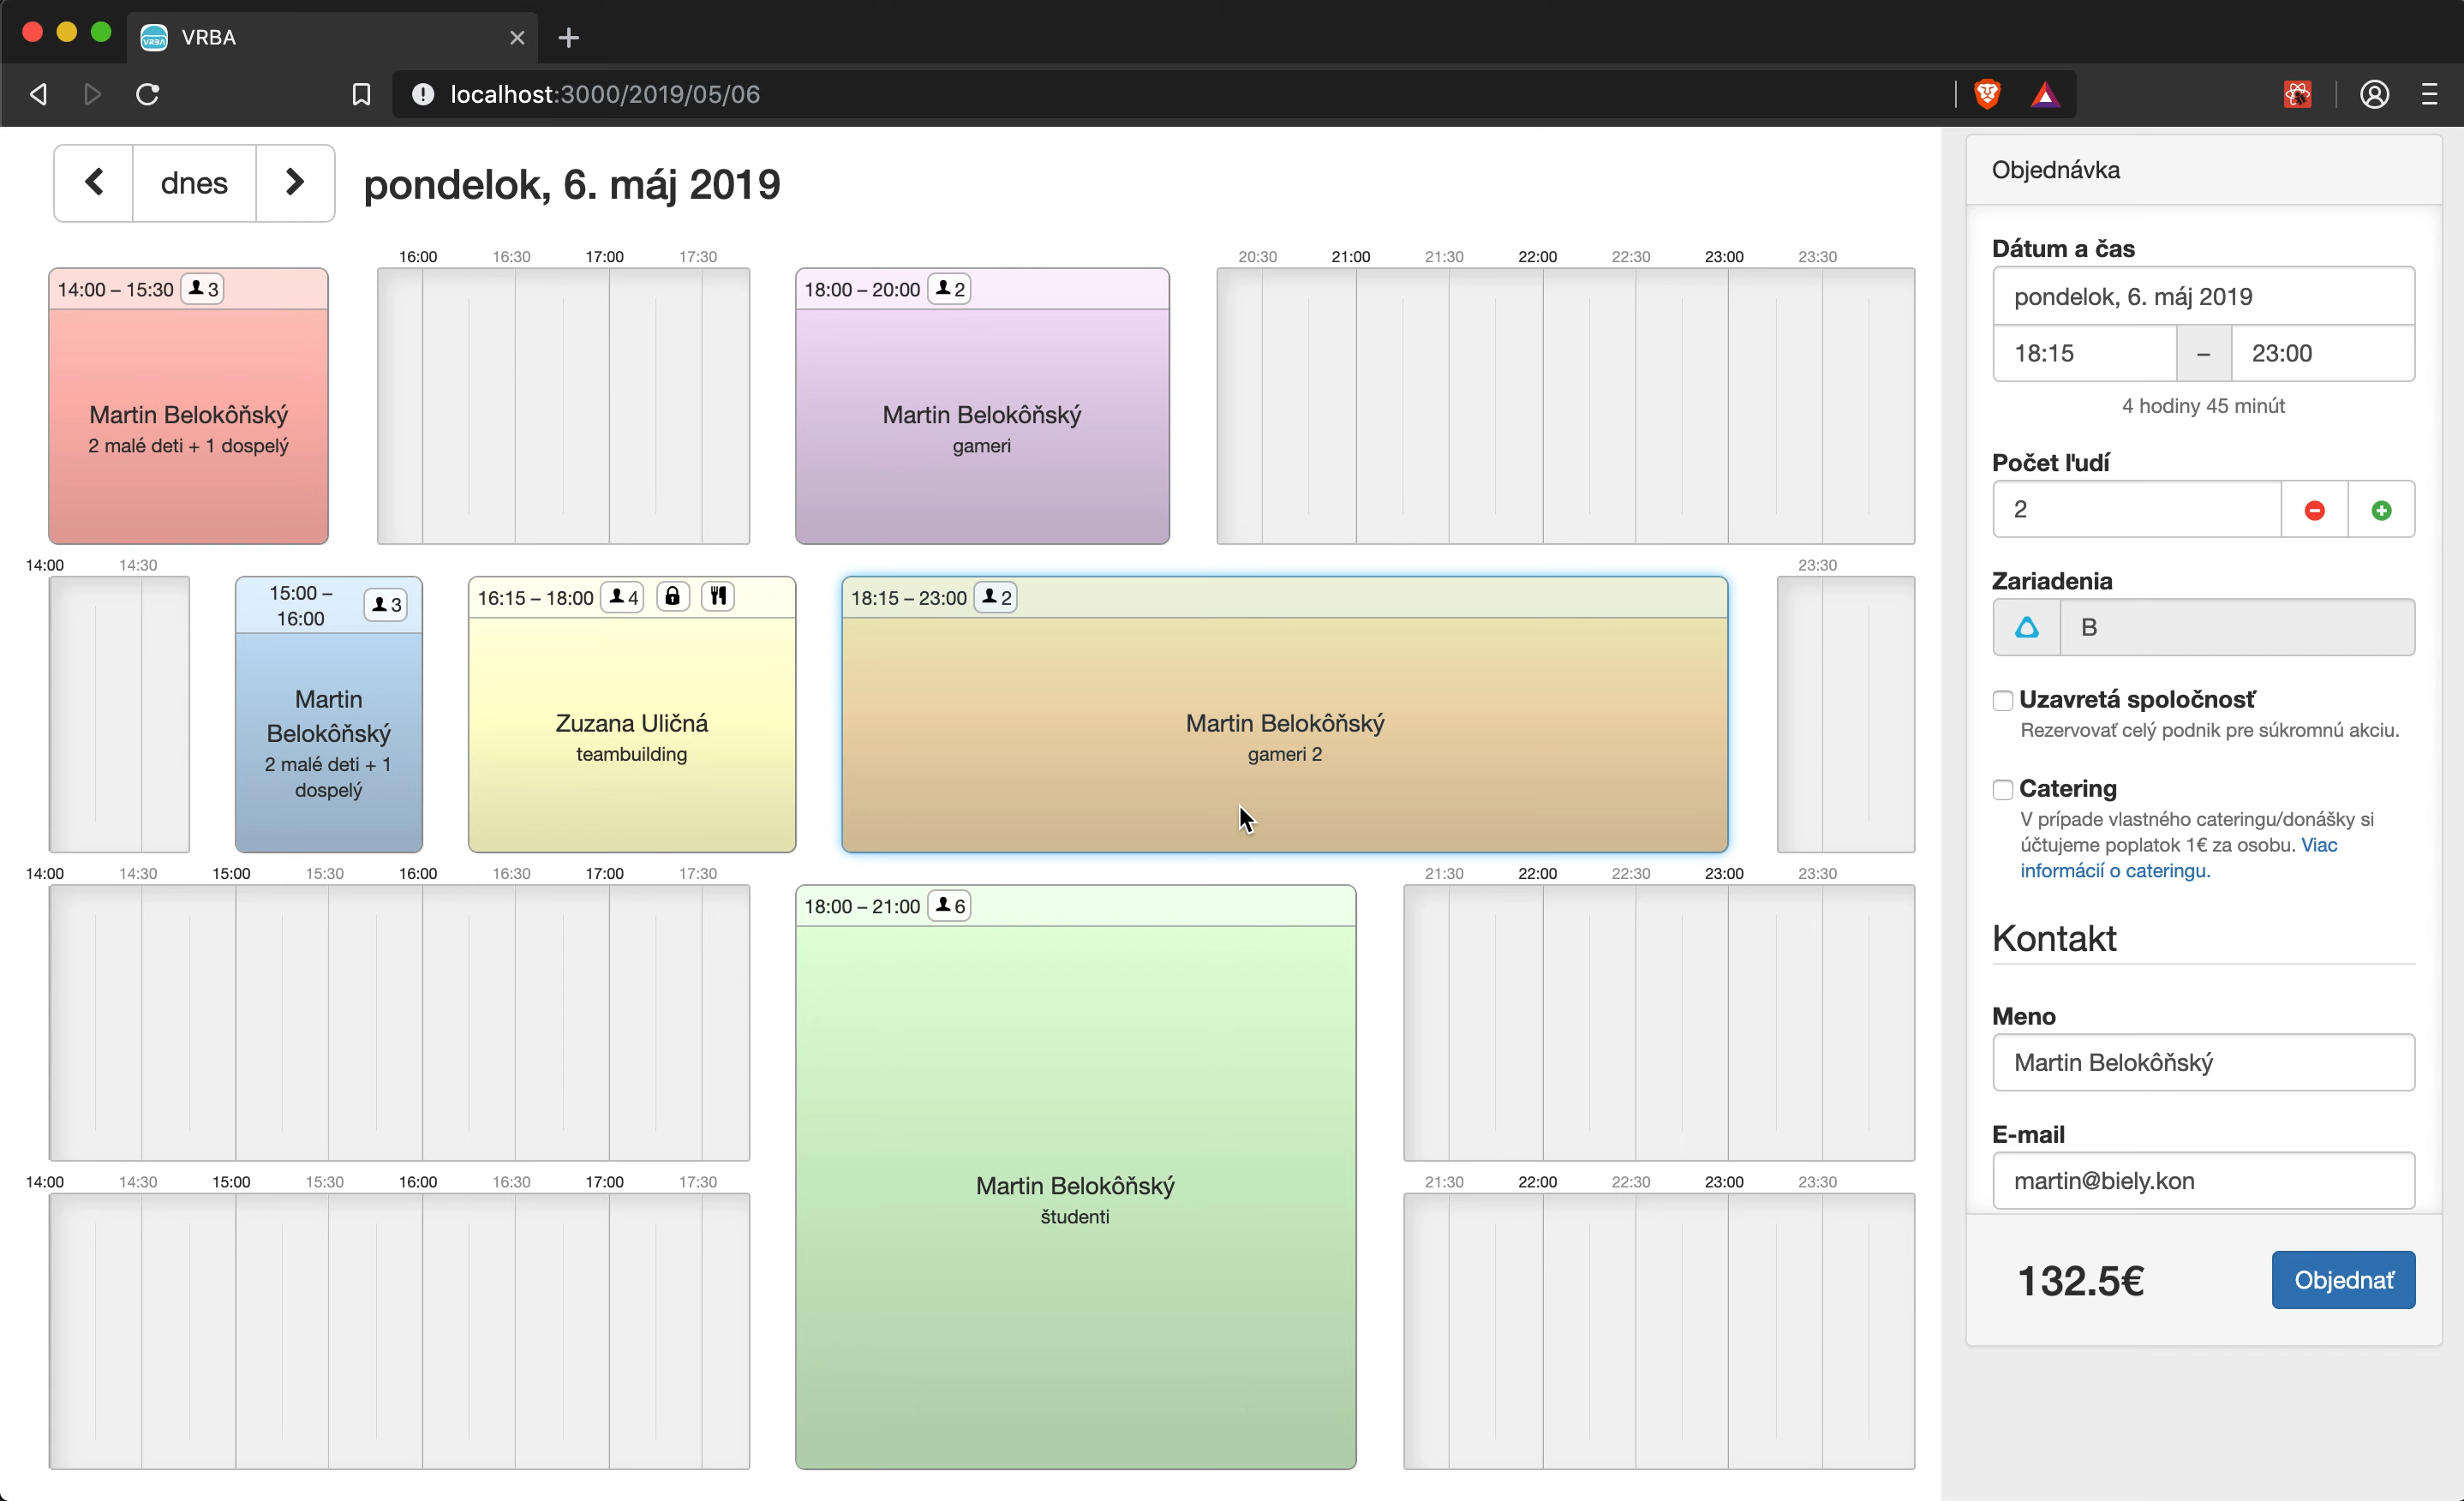 VRBA
localhost:3000/2019/05/06
dnes
pondelok, 6. máj 2019
16:00 16:30 17:00 17:30
20:30 21:00 21:30 22:00 22:30 23:00 23:30
14:00 – 15:30 3
Martin Belokôňský
2 malé deti + 1 dospelý
18:00 – 20:00 2
Martin Belokôňský
gameri
14:00 14:30
23:30
15:00 –
16:00
3
Martin
Belokôňský
2 malé deti + 1
dospelý
16:15 – 18:00 4
Zuzana Uličná
teambuilding
18:15 – 23:00 2
Martin Belokôňský
gameri 2
14:00 14:30 15:00 15:30 16:00 16:30 17:00 17:30
21:30 22:00 22:30 23:00 23:30
18:00 – 21:00 6
Martin Belokôňský
študenti
14:00 14:30 15:00 15:30 16:00 16:30 17:00 17:30
21:30 22:00 22:30 23:00 23:30
Objednávka
Dátum a čas
pondelok, 6. máj 2019
18:15 – 23:00
4 hodiny 45 minút
Počet ľudí
2
Zariadenia
B
Uzavretá spoločnosť
Rezervovať celý podnik pre súkromnú akciu.
Catering
V prípade vlastného cateringu/donášky si
účtujeme poplatok 1€ za osobu. Viac
informácií o cateringu.
Kontakt
Meno
Martin Belokôňský
E-mail
martin@biely.kon
132.5€
Objednať